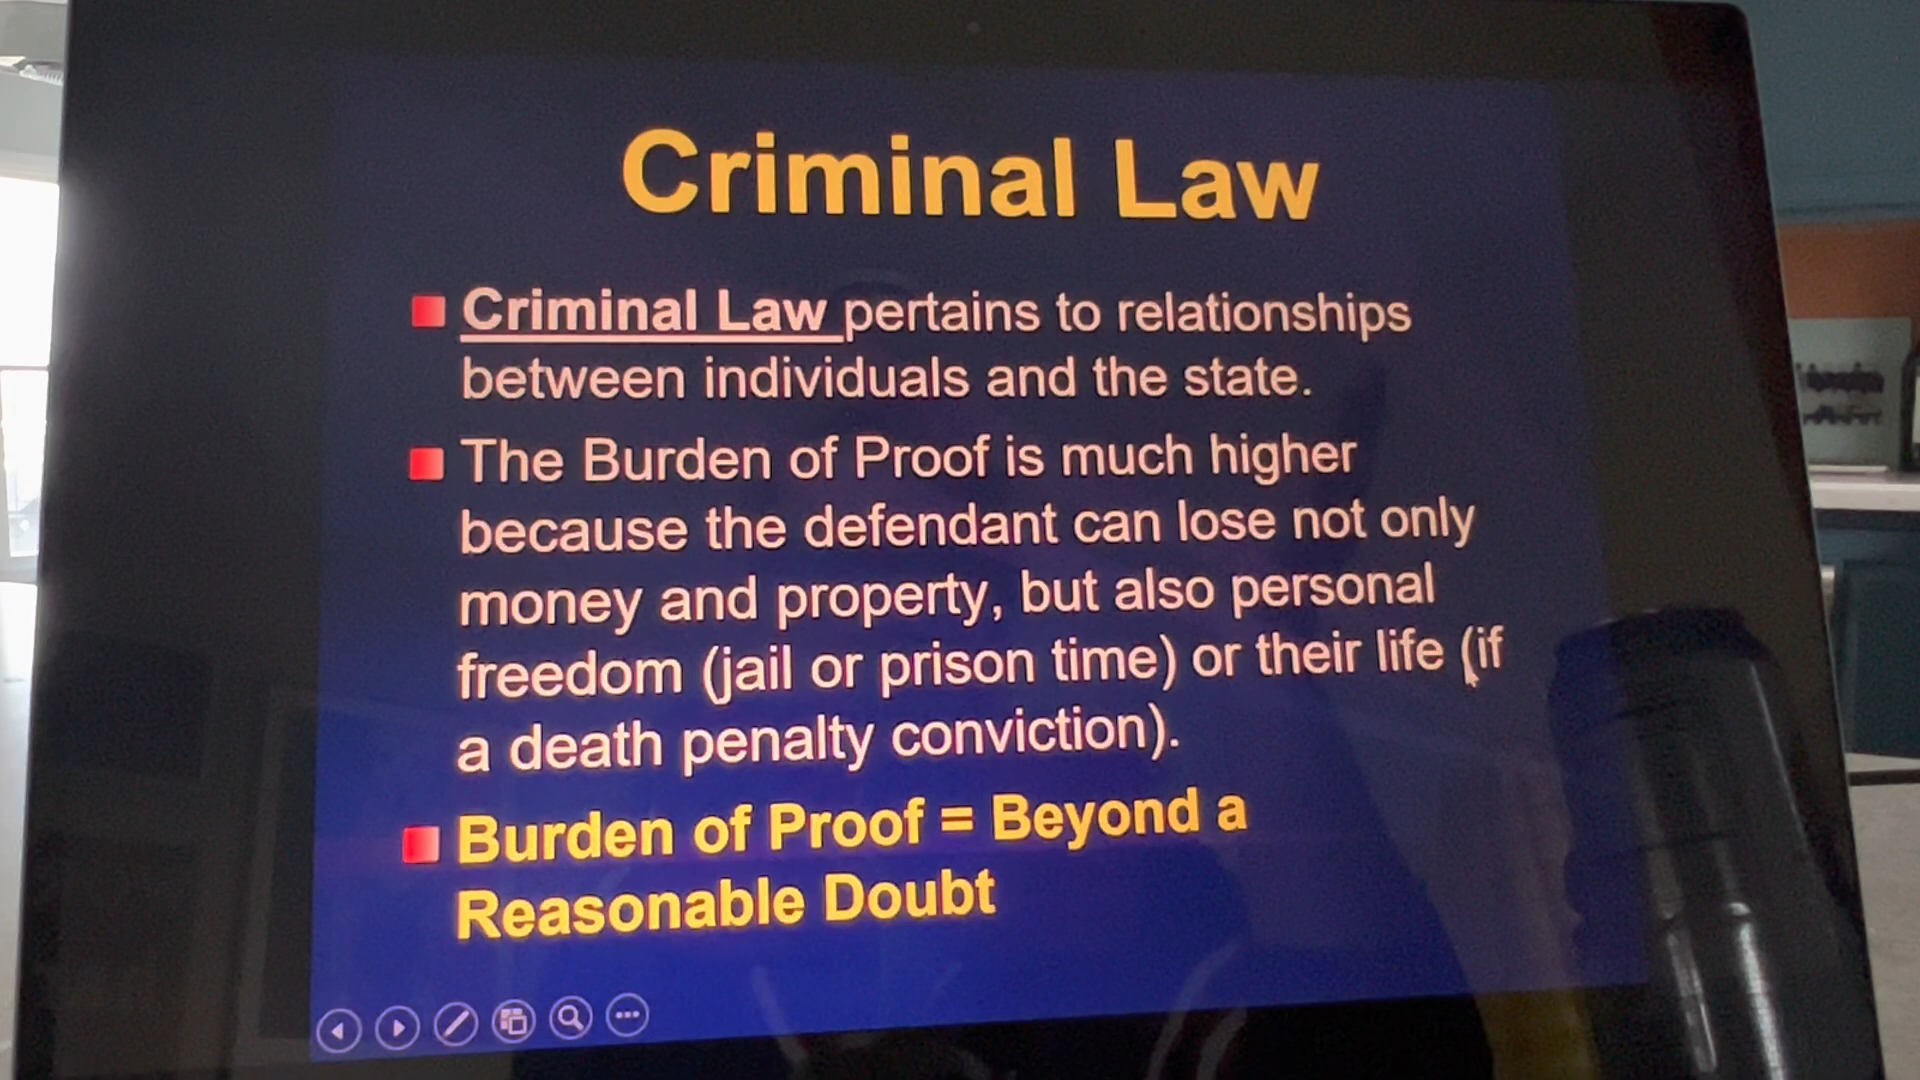 Criminal Law
Criminal Law pertains to relationships
between individuals and the state.
The Burden of Proof is much higher
because the defendant can lose not only
money and property, but also personal
freedom (jail or prison time) or their life (if
a death penalty conviction).
Burden of Proof = Beyond a
Reasonable Doubt